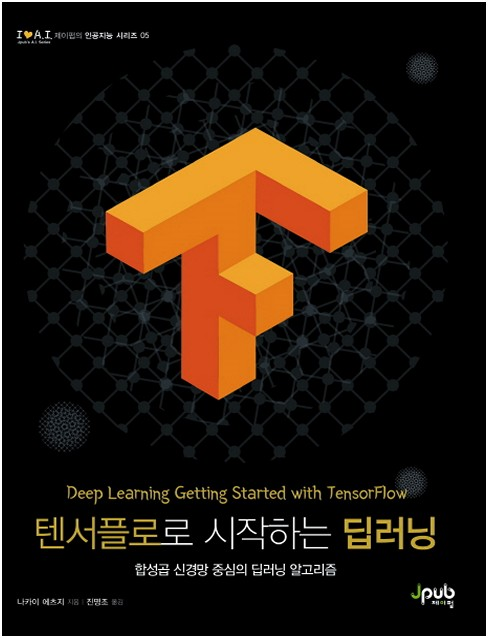 I♥A.I. 제이펍의 인공지능 시리즈 05
Jpub's A.I. Series
Deep Learning Getting Started with TensorFlow
텐서플로로 시작하는 딥러닝
합성곱 신경망 중심의 딥러닝 알고리즘
나카이 에츠지 지음 | 진명조 옮김
Jpub
제이펍